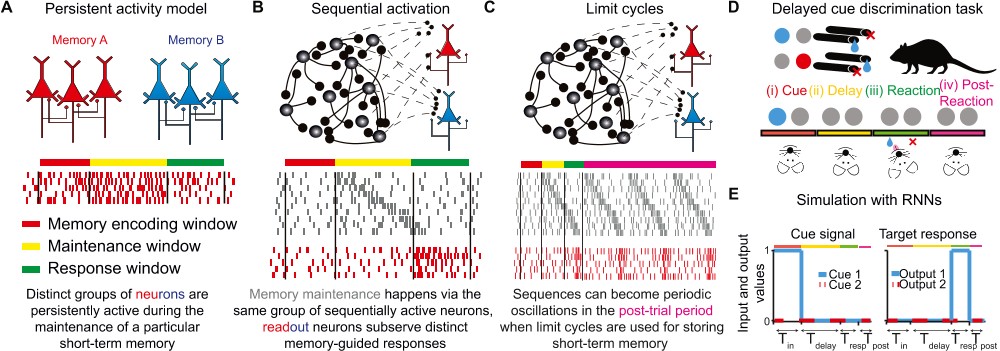 A Persistent activity model
Memory A
Memory B
Memory encoding window
Maintenance window
Response window
Distinct groups of neurons are
persistently active during the
maintenance of a particular
short-term memory
B Sequential activation
Memory maintenance happens via the
same group of sequentially active neurons,
readout neurons subserve distinct
memory-guided responses
C Limit cycles
Sequences can become periodic
oscillations in the post-trial period
when limit cycles are used for storing
short-term memory
D Delayed cue discrimination task
(i) Cue (ii) Delay (iii) Reaction (iv) Post-
Reaction
E Simulation with RNNs
Cue signal
Target response
Input and output
values
1
0
Cue 1
Cue 2
T in
T delay
T resp
T post
1
0
Output 1
Output 2
T in
T delay
T resp
T post